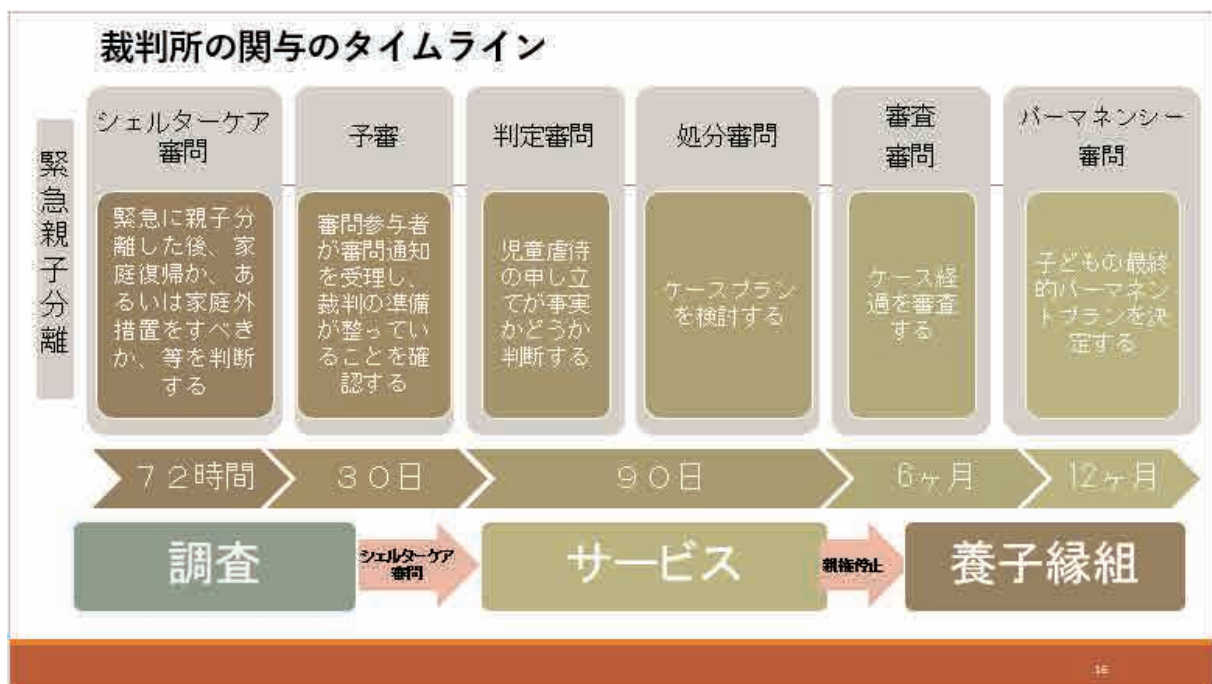 裁判所の関与のタイムライン
緊急親子分離
シェルターケア
審問
緊急に親子分
離した後、家
庭復帰か、あ
るいは家庭外
措置をすべき
か、等を判断
する
予審
審問参与者
が審問通知
を受理し、
裁判の準備
が整ってい
ることを確
認する
判定審問
児童虐待
の申し立
てが事実
かどうか
判断する
処分審問
ケースプラン
を検討する
審査
審問
ケース経
過を審査
する
パーマネンシー
審問
子どもの最終
的パーマネン
トプランを決
定する
７２時間
３０日
９０日
6ヶ月
12ヶ月
調査
シェルターケア
審問
サービス
親権停止
養子縁組
16